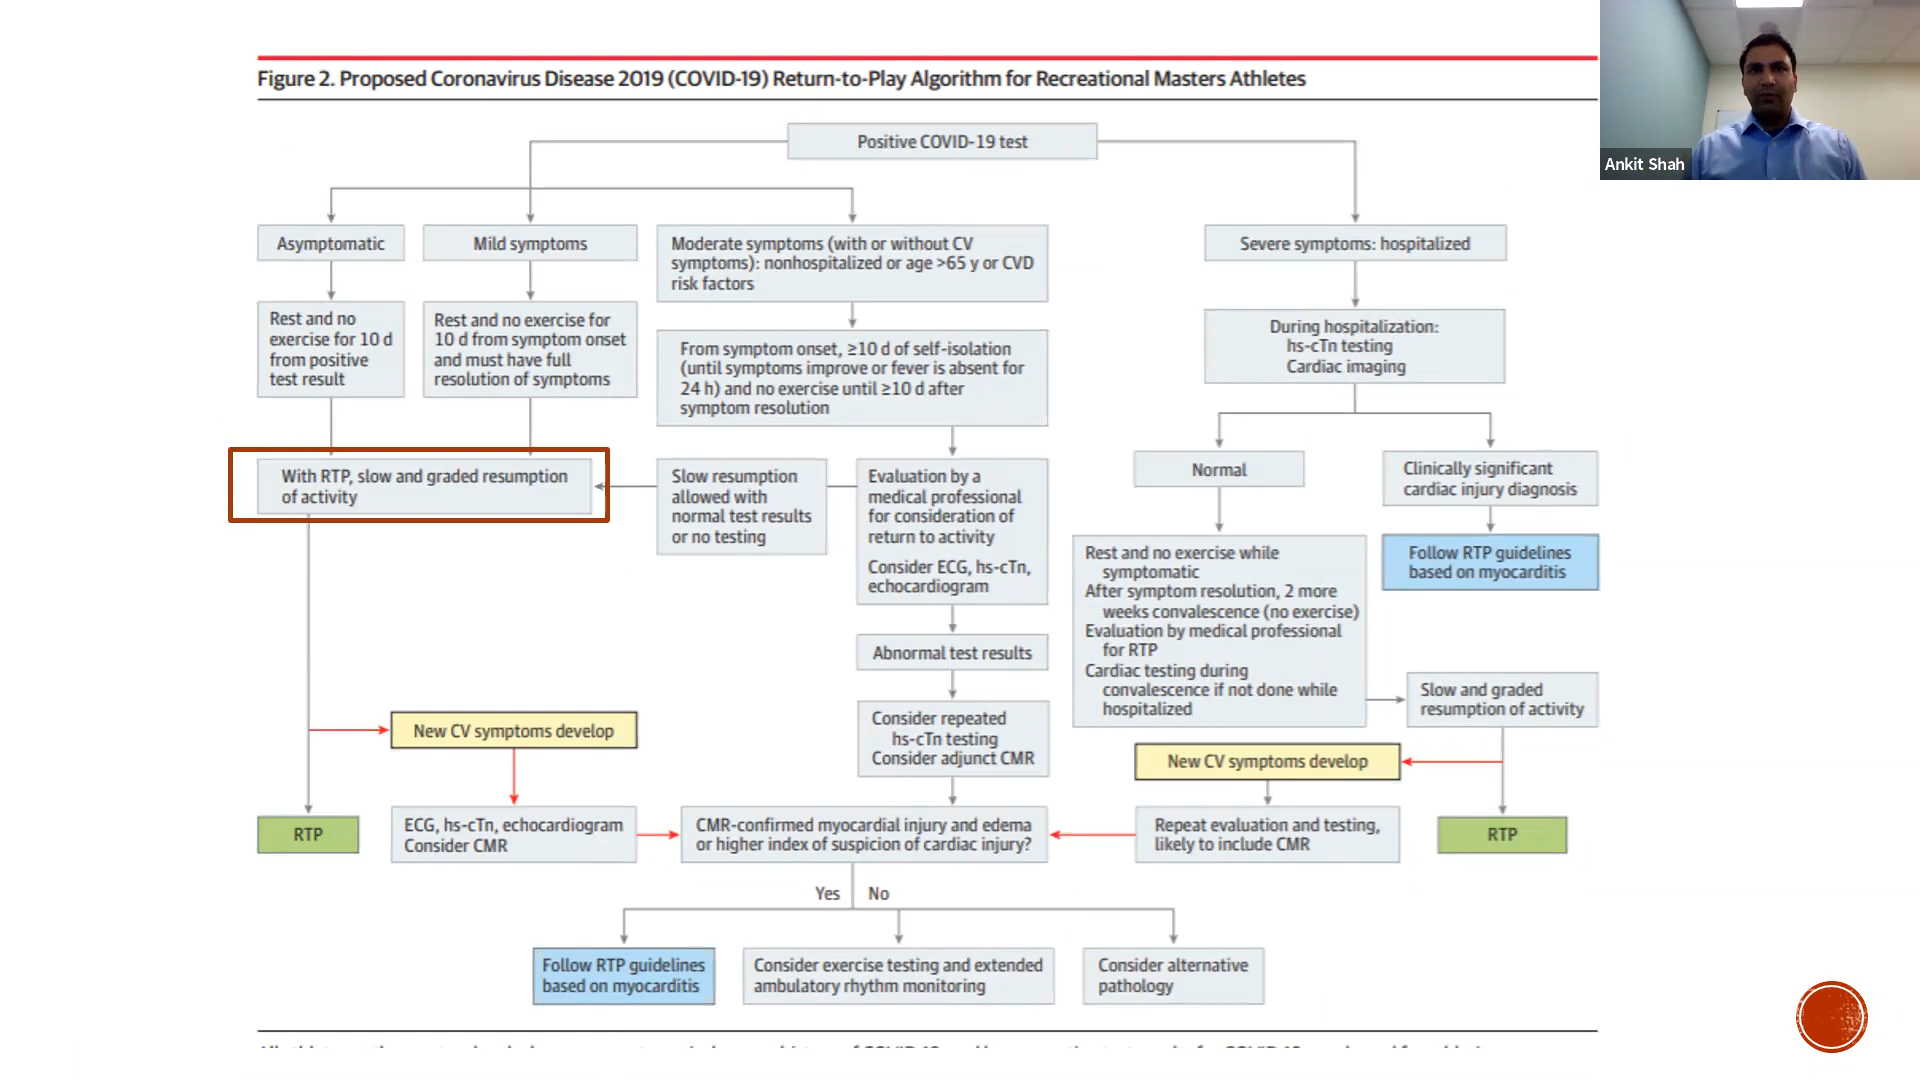 Figure 2. Proposed Coronavirus Disease 2019 (COVID-19) Return-to-Play Algorithm for Recreational Masters Athletes
Ankit Shah
Positive COVID-19 test
Asymptomatic
Mild symptoms
Moderate symptoms (with or without CV
symptoms): nonhospitalized or age >65 y or CVD
risk factors
Severe symptoms: hospitalized
Rest and no
exercise for 10 d
from positive
test result
Rest and no exercise for
10 d from symptom onset
and must have full
resolution of symptoms
From symptom onset, ≥10 d of self-isolation
(until symptoms improve or fever is absent for
24 h) and no exercise until ≥10 d after
symptom resolution
During hospitalization:
hs-cTn testing
Cardiac imaging
With RTP, slow and graded resumption
of activity
Slow resumption
allowed with
normal test results
or no testing
Evaluation by a
medical professional
for consideration of
return to activity
Consider ECG, hs-cTn,
echocardiogram
Normal
Clinically significant
cardiac injury diagnosis
Rest and no exercise while
symptomatic
After symptom resolution, 2 more
weeks convalescence (no exercise)
Evaluation by medical professional
for RTP
Cardiac testing during
convalescence if not done while
hospitalized
Follow RTP guidelines
based on myocarditis
Abnormal test results
Slow and graded
resumption of activity
Consider repeated
hs-cTn testing
Consider adjunct CMR
New CV symptoms develop
New CV symptoms develop
RTP
ECG, hs-cTn, echocardiogram
Consider CMR
CMR-confirmed myocardial injury and edema
or higher index of suspicion of cardiac injury?
Repeat evaluation and testing,
likely to include CMR
RTP
Yes No
Follow RTP guidelines
based on myocarditis
Consider exercise testing and extended
ambulatory rhythm monitoring
Consider alternative
pathology